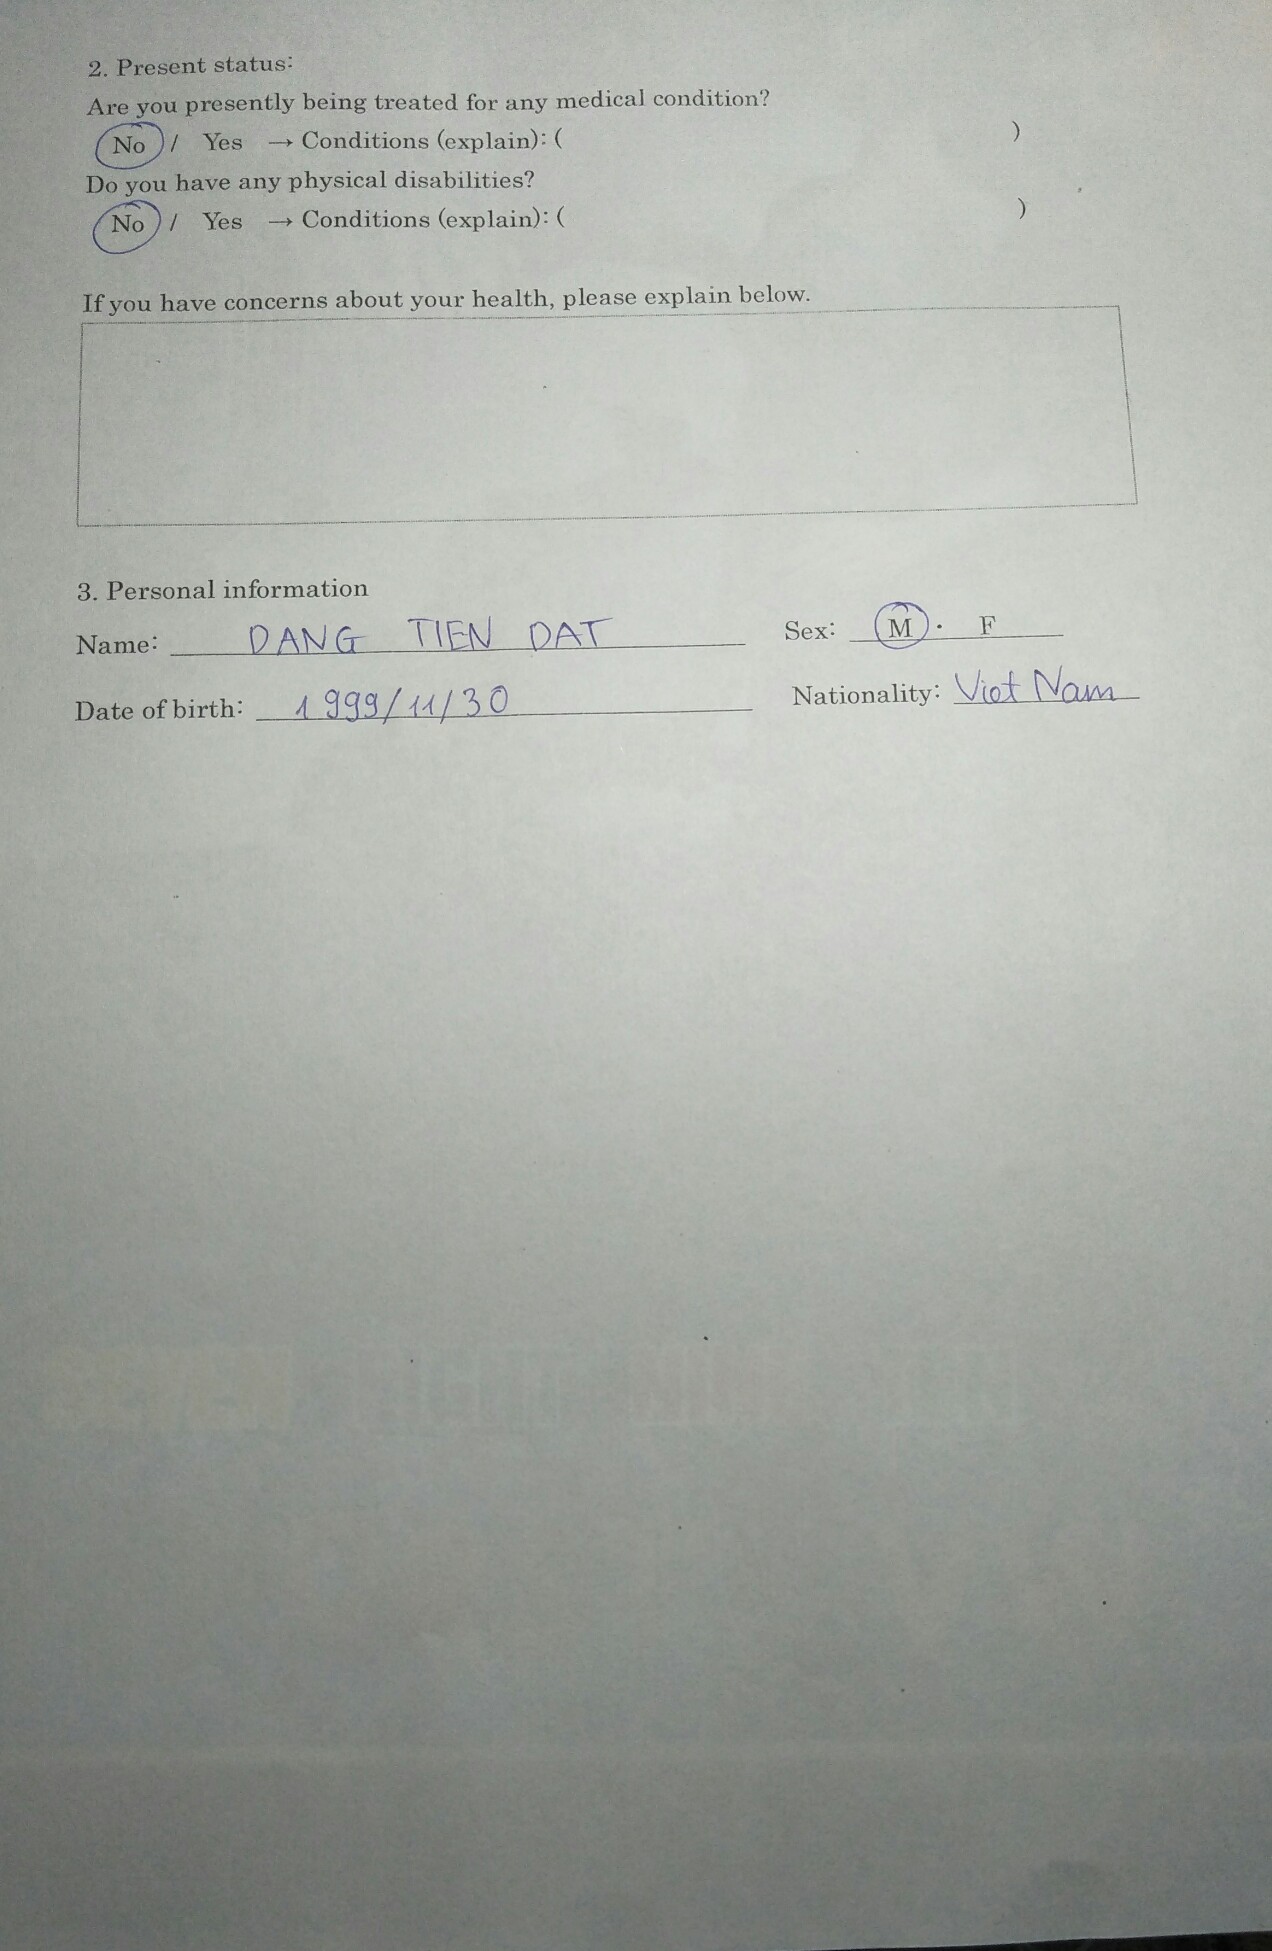 2. Present status:
Are you presently being treated for any medical condition?
No / Yes → Conditions (explain): ( )
Do you have any physical disabilities?
No / Yes → Conditions (explain): ( )
If you have concerns about your health, please explain below.
3. Personal information
Name: DANG TIEN DAT Sex: M · F
Date of birth: 1999/11/30 Nationality: Viet Nam